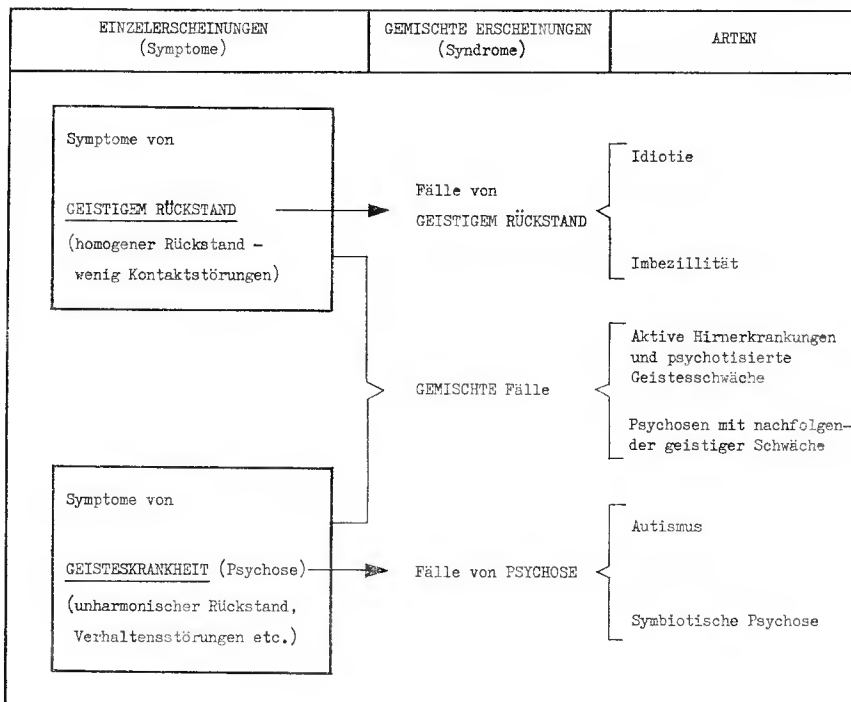 EINZELERSCHEINUNGEN
(Symptome)
GEMISCHTE ERSCHEINUNGEN
(Syndrome)
ARTEN
Symptome von
GEISTIGEM RÜCKSTAND
(homogener Rückstand –
wenig Kontaktstörungen)
Fälle von
GEISTIGEM RÜCKSTAND
Idiotie
Imbezillität
GEMISCHTE Fälle
Aktive Hirnerkrankungen
und psychotisierte
Geistesschwäche
Psychosen mit nachfolgen-
der geistiger Schwäche
Symptome von
GEISTESKRANKHEIT (Psychose)
(unharmonischer Rückstand,
Verhaltensstörungen etc.)
Fälle von PSYCHOSE
Autismus
Symbiotische Psychose